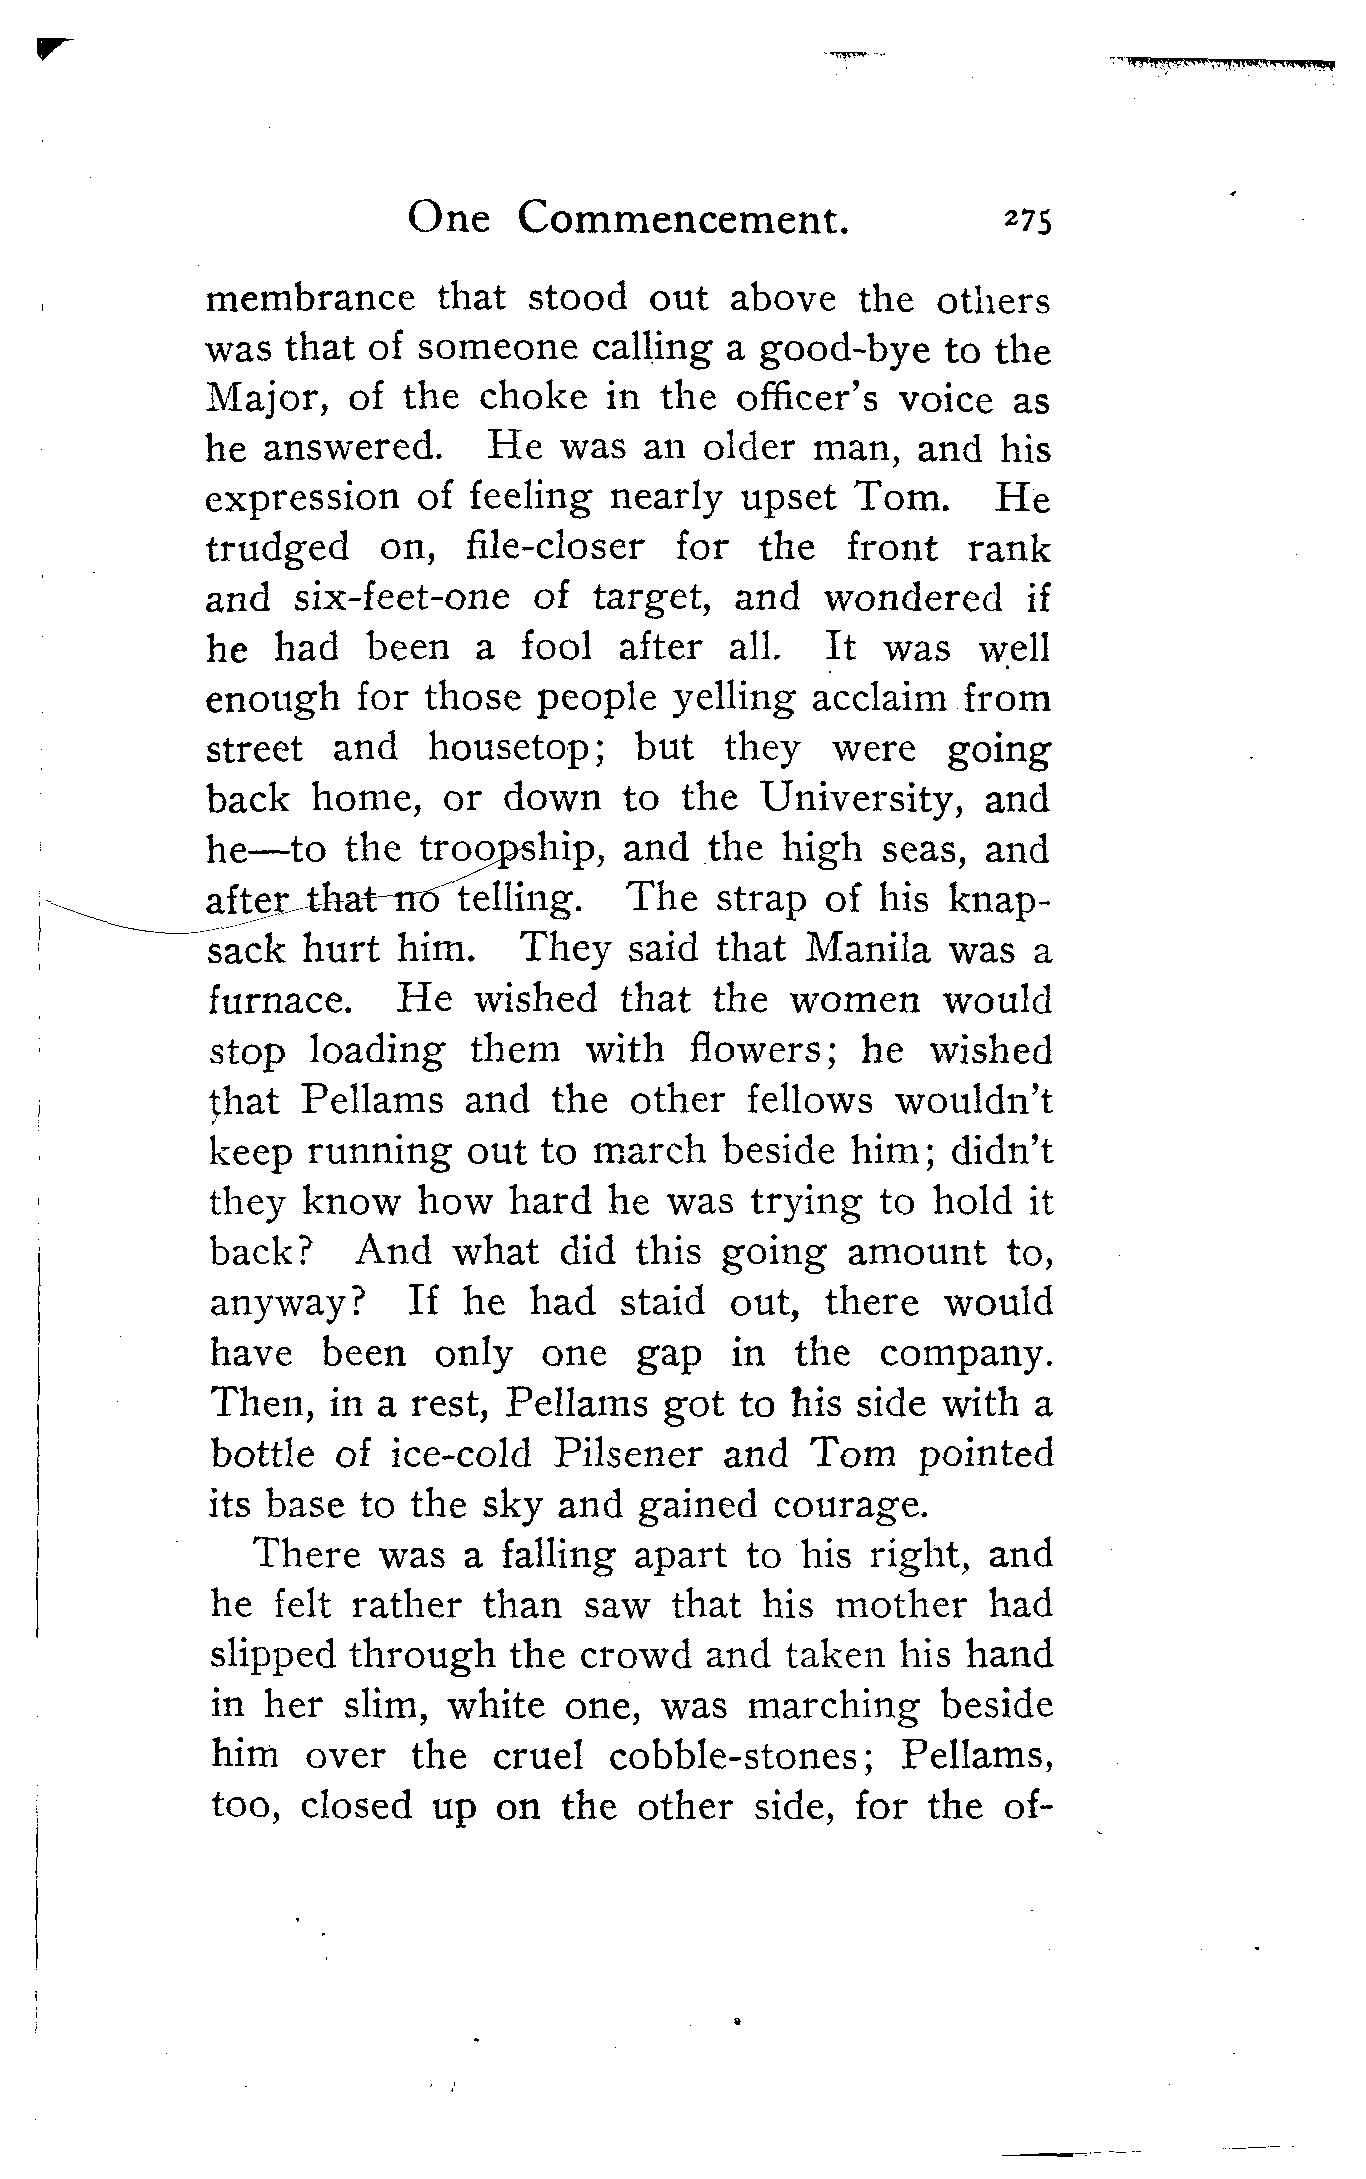 One Commencement. 275
membrance that stood out above the others
was that of someone calling a good-bye to the
Major, of the choke in the officer's voice as
he answered. He was an older man, and his
expression of feeling nearly upset Tom. He
trudged on, file-closer for the front rank
and six-feet-one of target, and wondered if
he had been a fool after all. It was well
enough for those people yelling acclaim from
street and housetop; but they were going
back home, or down to the University, and
he—to the troopship, and the high seas, and
after that no telling. The strap of his knap-
sack hurt him. They said that Manila was a
furnace. He wished that the women would
stop loading them with flowers; he wished
that Pellams and the other fellows wouldn't
keep running out to march beside him; didn't
they know how hard he was trying to hold it
back? And what did this going amount to,
anyway? If he had staid out, there would
have been only one gap in the company.
Then, in a rest, Pellams got to his side with a
bottle of ice-cold Pilsener and Tom pointed
its base to the sky and gained courage.
There was a falling apart to his right, and
he felt rather than saw that his mother had
slipped through the crowd and taken his hand
in her slim, white one, was marching beside
him over the cruel cobble-stones; Pellams,
too, closed up on the other side, for the of-